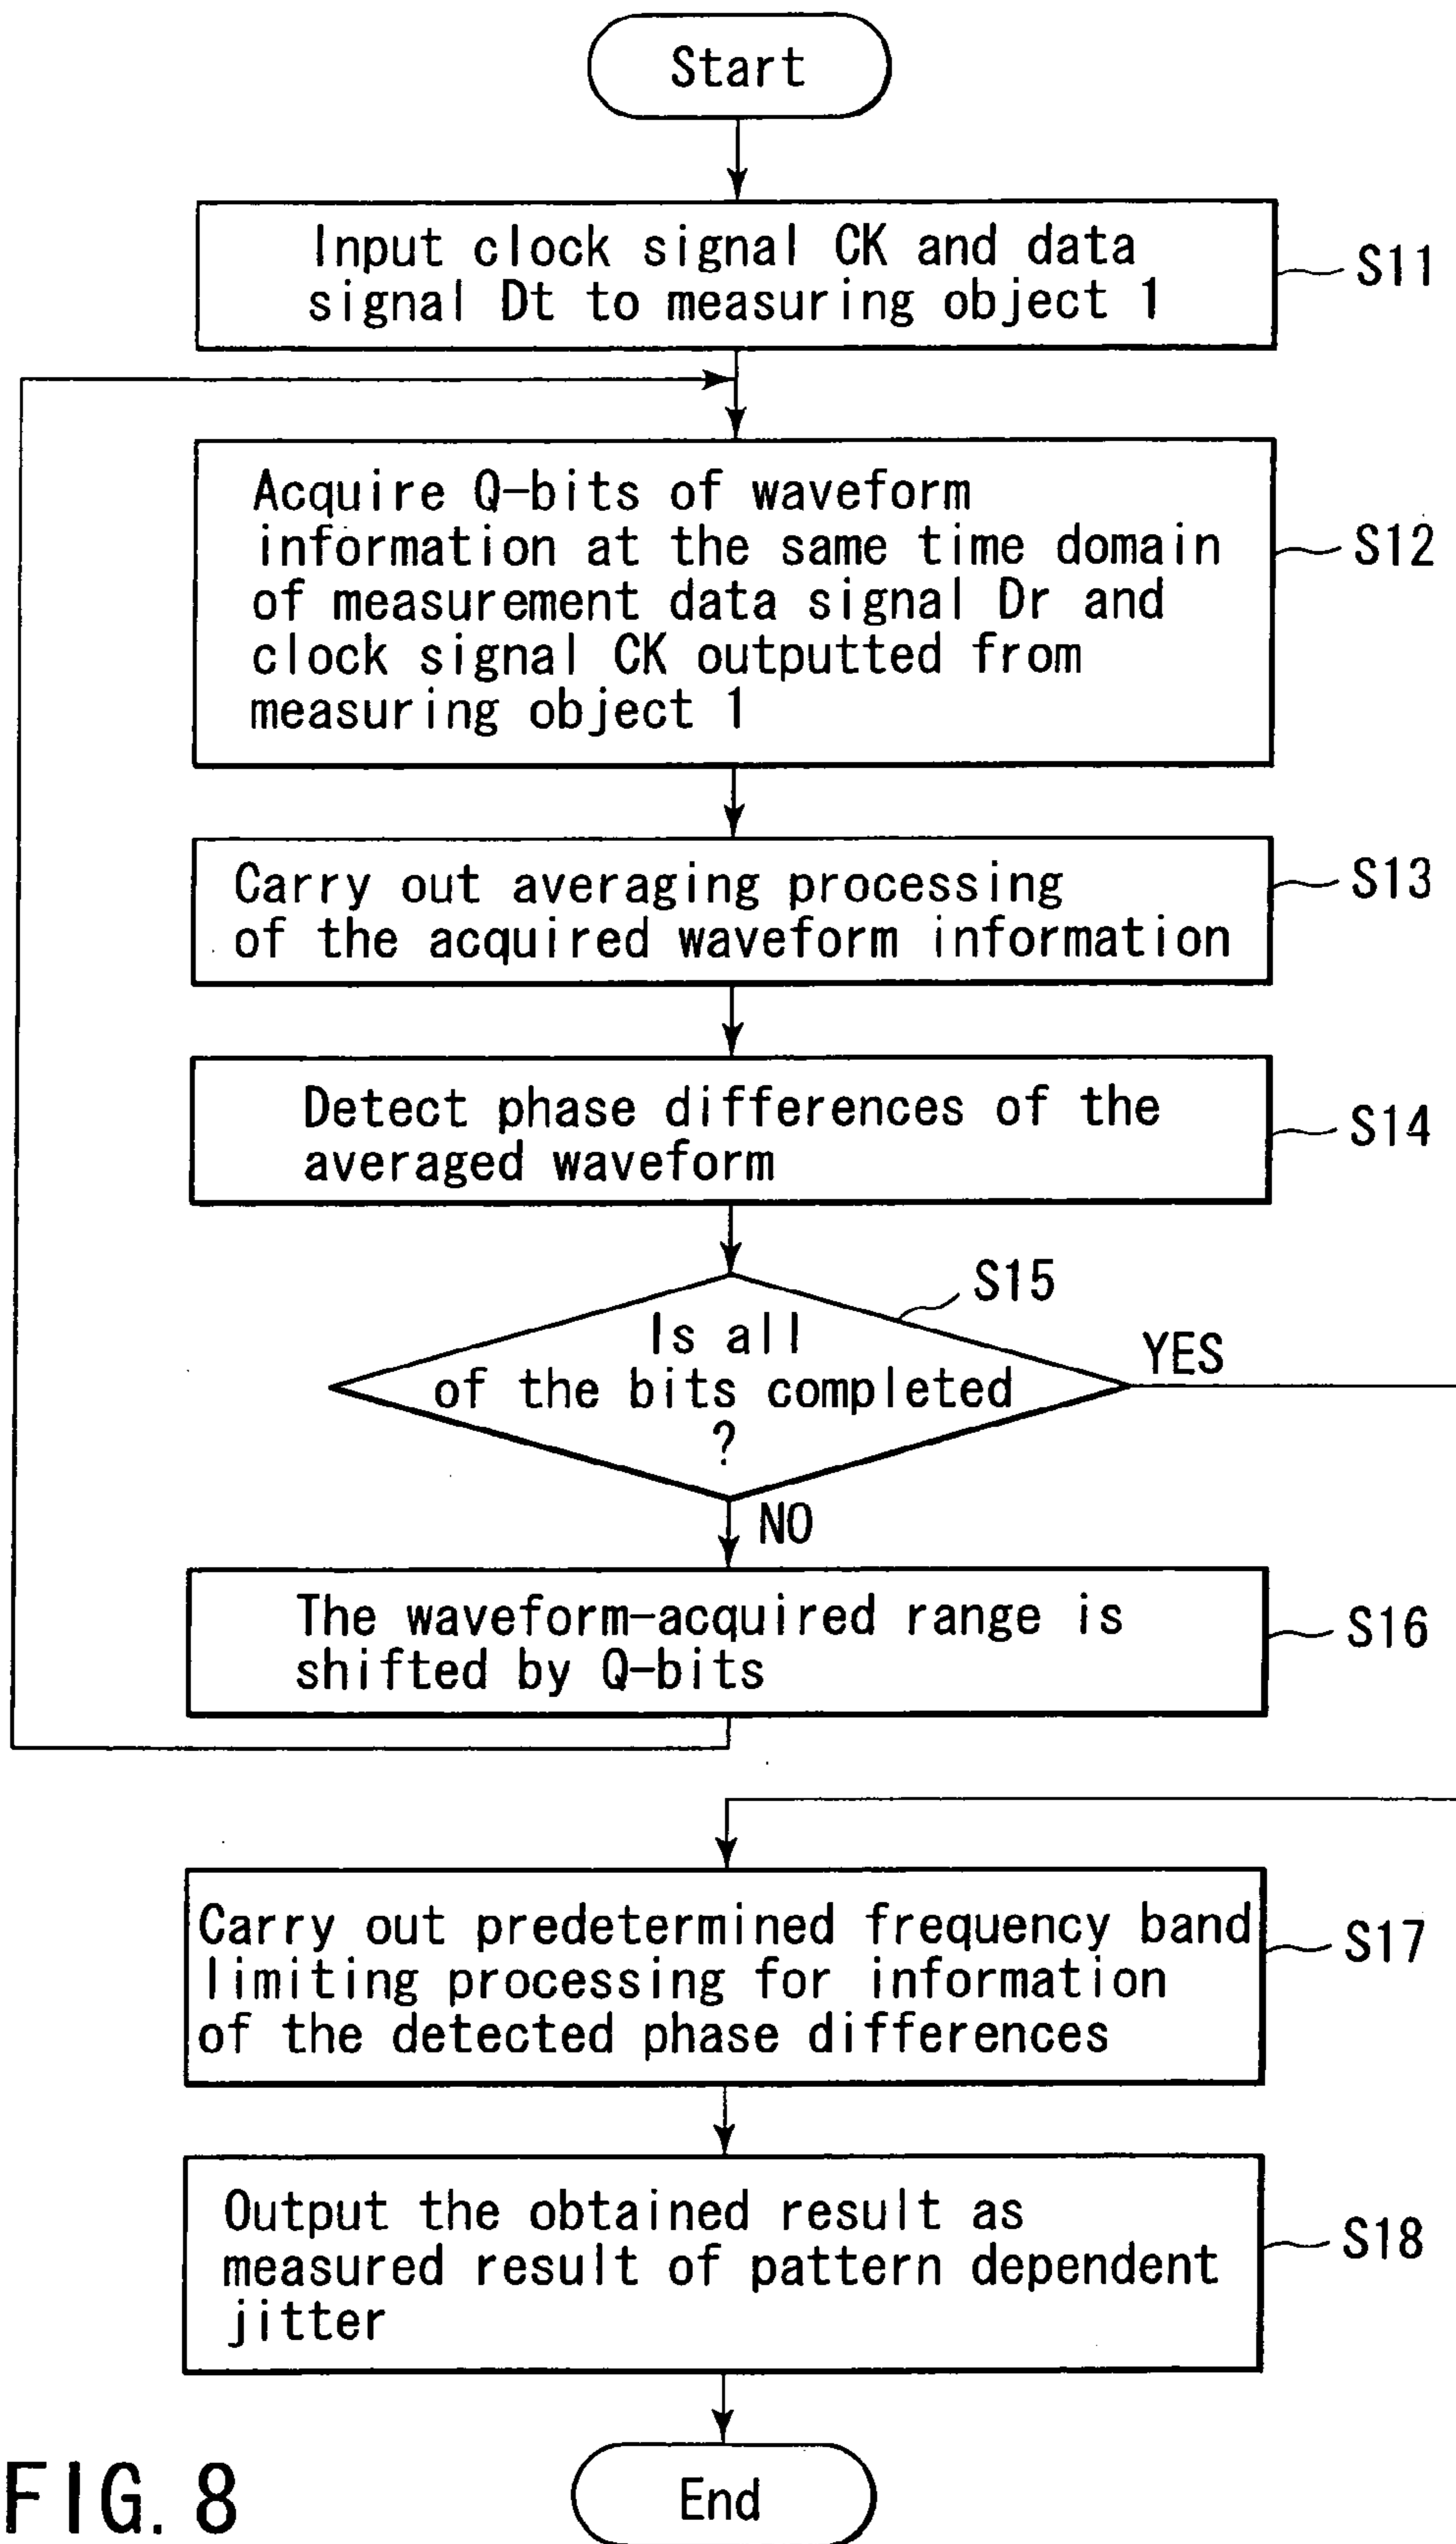 Start
Input clock signal CK and data
signal Dt to measuring object 1
S11
Acquire Q-bits of waveform
information at the same time domain
of measurement data signal Dr and
clock signal CK outputted from
measuring object 1
S12
Carry out averaging processing
of the acquired waveform information
S13
Detect phase differences of the
averaged waveform
S14
S15
Is all
of the bits completed
?
YES
NO
The waveform-acquired range is
shifted by Q-bits
S16
Carry out predetermined frequency band
limiting processing for information
of the detected phase differences
S17
Output the obtained result as
measured result of pattern dependent
jitter
S18
End
FIG. 8